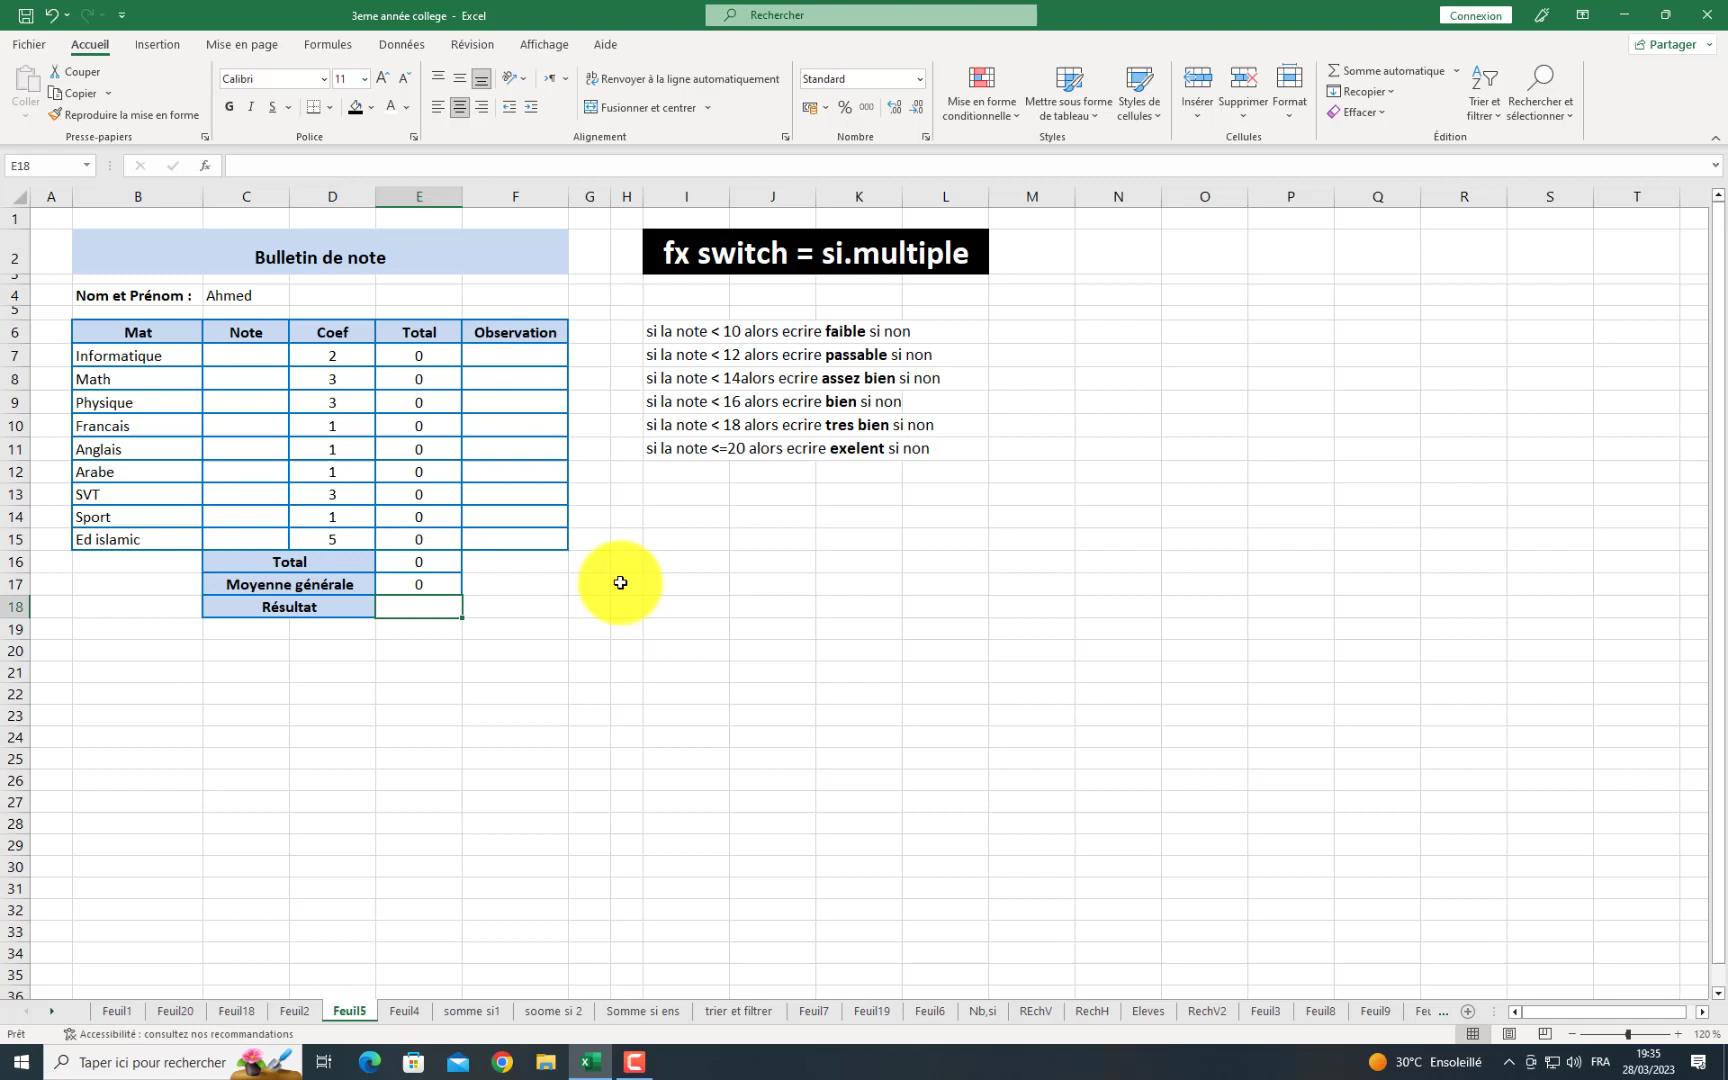 3eme année college - Excel
Rechercher
Connexion
Fichier Accueil Insertion Mise en page Formules Données Révision Affichage Aide
Partager
Coller
Couper
Copier
Reproduire la mise en forme
Presse-papiers
Calibri 11
G I S
Police
Renvoyer à la ligne automatiquement
Fusionner et centrer
Alignement
Standard
% 000
Nombre
Mise en forme conditionnelle
Mettre sous forme de tableau
Styles de cellules
Styles
Insérer Supprimer Format
Cellules
Somme automatique
Recopier
Effacer
Trier et filtrer
Rechercher et sélectionner
Édition
E18
fx
A B C D E F G H I J K L M N O P Q R S T
1
2 Bulletin de note fx switch = si.multiple
3
4 Nom et Prénom : Ahmed
5
6 Mat Note Coef Total Observation si la note < 10 alors ecrire faible si non
7 Informatique 2 0 si la note < 12 alors ecrire passable si non
8 Math 3 0 si la note < 14alors ecrire assez bien si non
9 Physique 3 0 si la note < 16 alors ecrire bien si non
10 Francais 1 0 si la note < 18 alors ecrire tres bien si non
11 Anglais 1 0 si la note <=20 alors ecrire exelent si non
12 Arabe 1 0
13 SVT 3 0
14 Sport 1 0
15 Ed islamic 5 0
16 Total 0
17 Moyenne générale 0
18 Résultat
19
20
21
22
23
24
25
26
27
28
29
30
31
32
33
34
35
36
Feuil1 Feuil20 Feuil18 Feuil2 Feuil5 Feuil4 somme si1 soome si 2 Somme si ens trier et filtrer Feuil7 Feuil19 Feuil6 Nb,si REchV RechH Eleves RechV2 Feuil3 Feuil8 Feuil9 Feu ...
Prêt Accessibilité : consultez nos recommandations 120 %
Taper ici pour rechercher
30°C Ensoleillé
FRA
19:35
28/03/2023